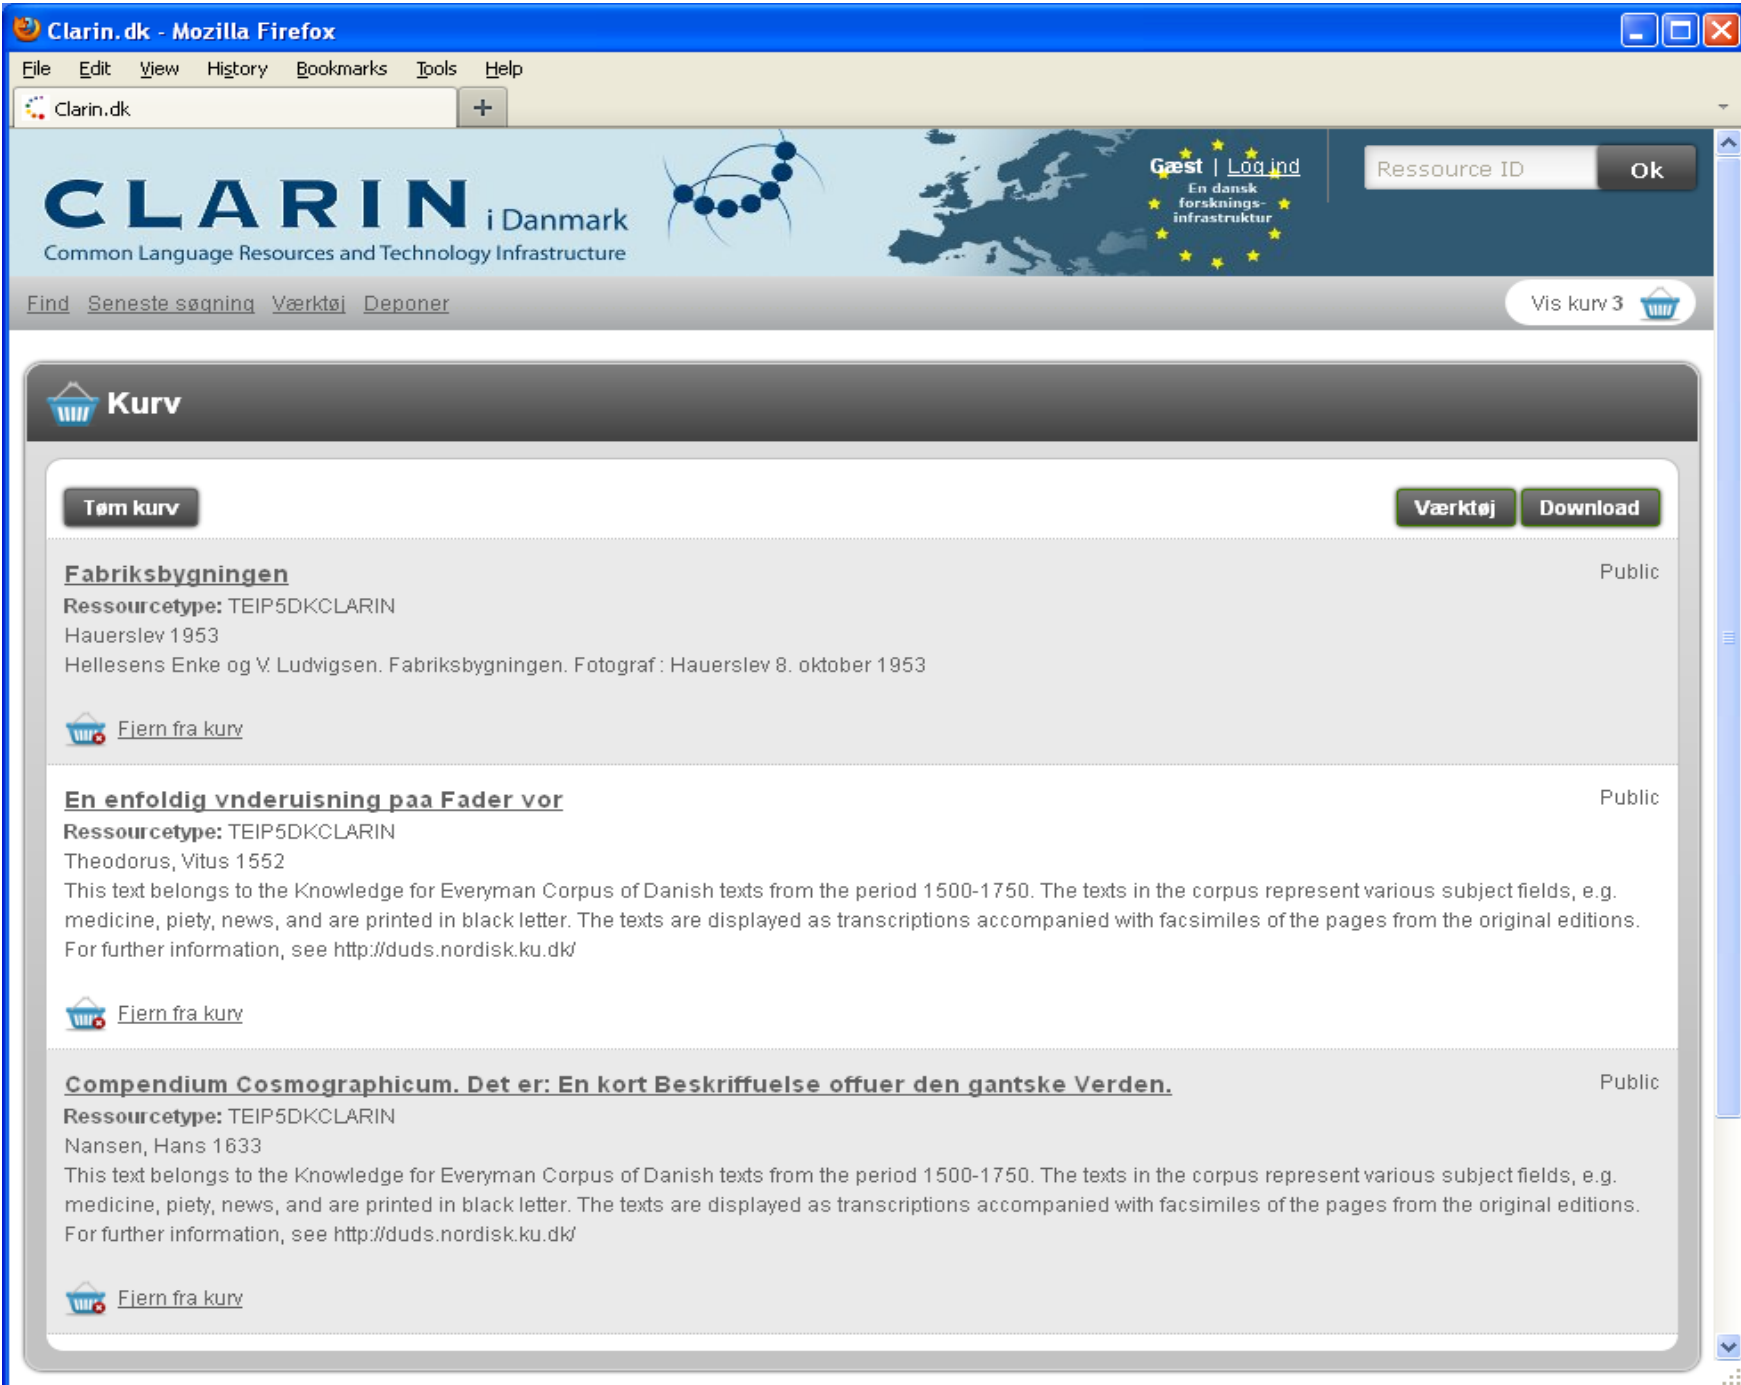 Clarin.dk - Mozilla Firefox
File Edit View History Bookmarks Tools Help
Clarin.dk
CLARIN i Danmark
Common Language Resources and Technology Infrastructure
Gæst | Log ind
En dansk
forsknings-
infrastruktur
Ressource ID Ok
Find Seneste søgning Værktøj Deponer
Vis kurv 3
Kurv
Tøm kurv Værktøj Download
Fabriksbygningen Public
Ressourcetype: TEIP5DKCLARIN
Hauerslev 1953
Hellesens Enke og V. Ludvigsen. Fabriksbygningen. Fotograf : Hauerslev 8. oktober 1953
Fjern fra kurv
En enfoldig vnderuisning paa Fader vor Public
Ressourcetype: TEIP5DKCLARIN
Theodorus, Vitus 1552
This text belongs to the Knowledge for Everyman Corpus of Danish texts from the period 1500-1750. The texts in the corpus represent various subject fields, e.g.
medicine, piety, news, and are printed in black letter. The texts are displayed as transcriptions accompanied with facsimiles of the pages from the original editions.
For further information, see http://duds.nordisk.ku.dk/
Fjern fra kurv
Compendium Cosmographicum. Det er: En kort Beskriffuelse offuer den gantske Verden. Public
Ressourcetype: TEIP5DKCLARIN
Nansen, Hans 1633
This text belongs to the Knowledge for Everyman Corpus of Danish texts from the period 1500-1750. The texts in the corpus represent various subject fields, e.g.
medicine, piety, news, and are printed in black letter. The texts are displayed as transcriptions accompanied with facsimiles of the pages from the original editions.
For further information, see http://duds.nordisk.ku.dk/
Fjern fra kurv